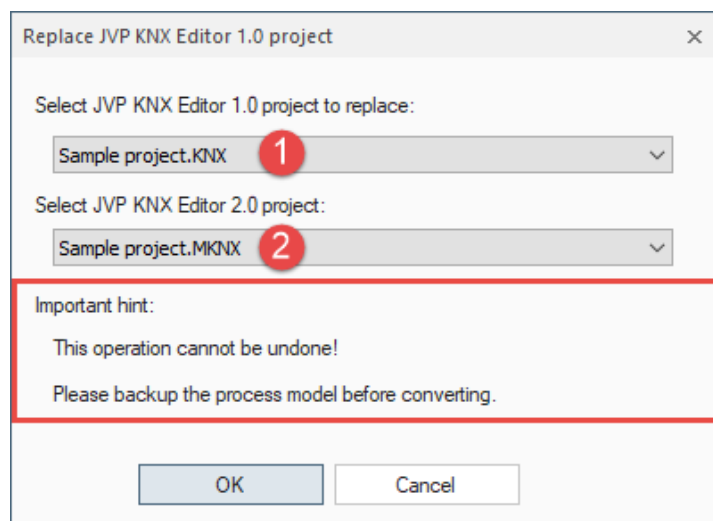 Replace JVP KNX Editor 1.0 project
Select JVP KNX Editor 1.0 project to replace:
Sample project.KNX 1
Select JVP KNX Editor 2.0 project:
Sample project.MKNX 2
Important hint:
This operation cannot be undone!
Please backup the process model before converting.
OK Cancel